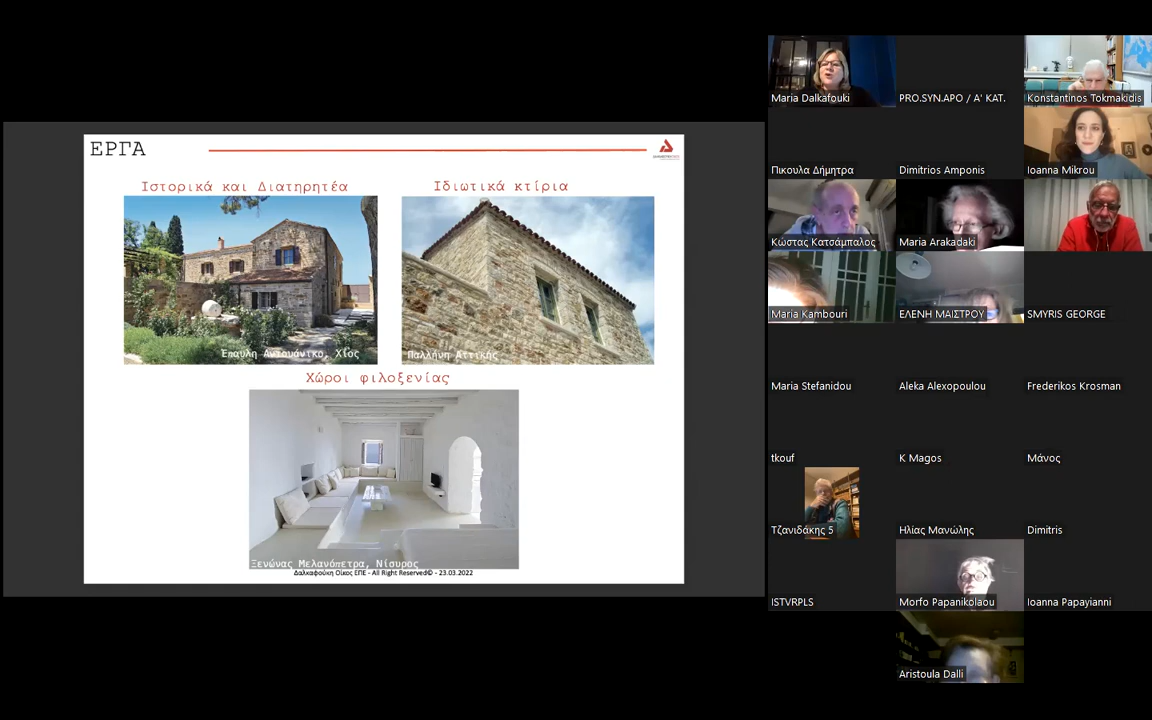 ΕΡΓΑ
Ιστορικά και Διατηρητέα
Ιδιωτικά κτίρια
Έπαυλη Αντουάνικο, Χίος
Παλλήνη Αττικής
Χώροι φιλοξενίας
Ξενώνας Μελανόπετρα, Νίσυρος
Δαλκαφούκη Οίκος ΕΠΕ - All Right Reserved© - 23.03.2022
Maria Dalkafouki
PRO.SYN.APO / A' KAT.
Konstantinos Tokmakidis
Πικουλα Δήμητρα
Dimitrios Amponis
Ioanna Mikrou
Κώστας Κατσάμπαλος
Maria Arakadaki
Maria Kambouri
ΕΛΕΝΗ ΜΑΙΣΤΡΟΥ
SMYRIS GEORGE
Maria Stefanidou
Aleka Alexopoulou
Frederikos Krosman
tkouf
K Magos
Μάνος
Τζανιδάκης 5
Ηλίας Μανώλης
Dimitris
ISTVRPLS
Morfo Papanikolaou
Ioanna Papayianni
Aristoula Dalli